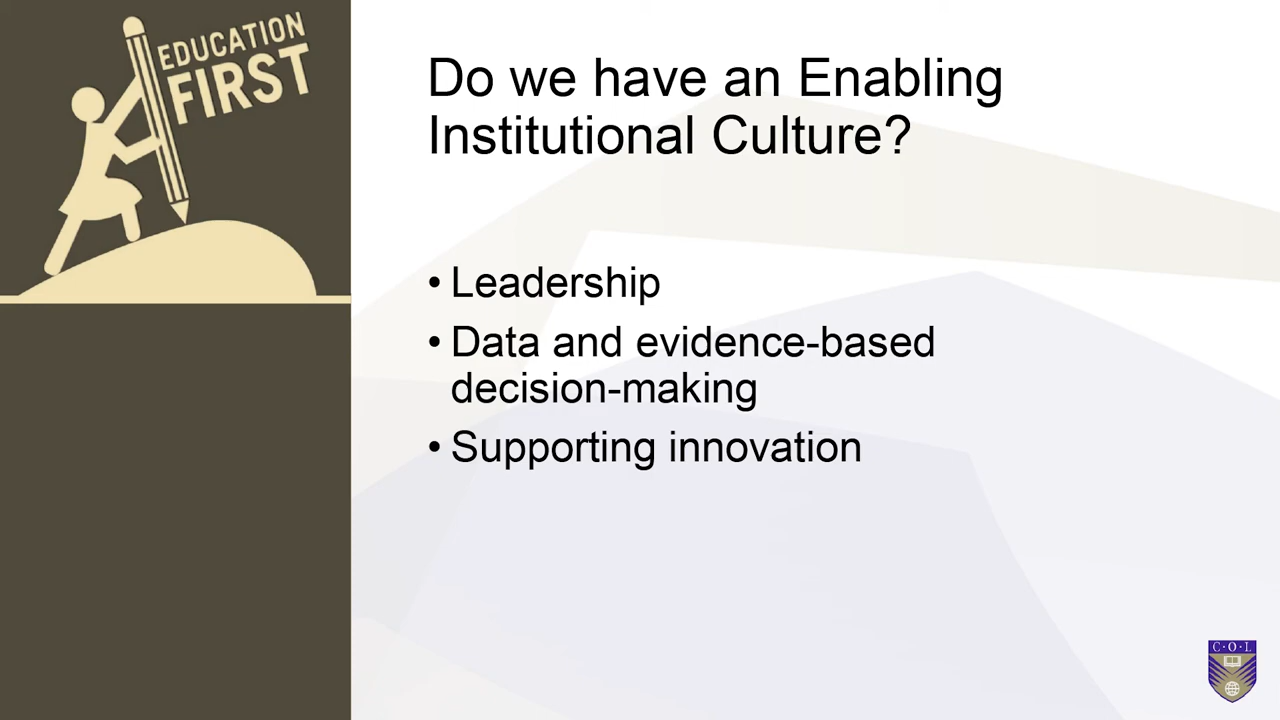 EDUCATION
FIRST
Do we have an Enabling
Institutional Culture?
• Leadership
• Data and evidence-based
decision-making
• Supporting innovation
C·O·L